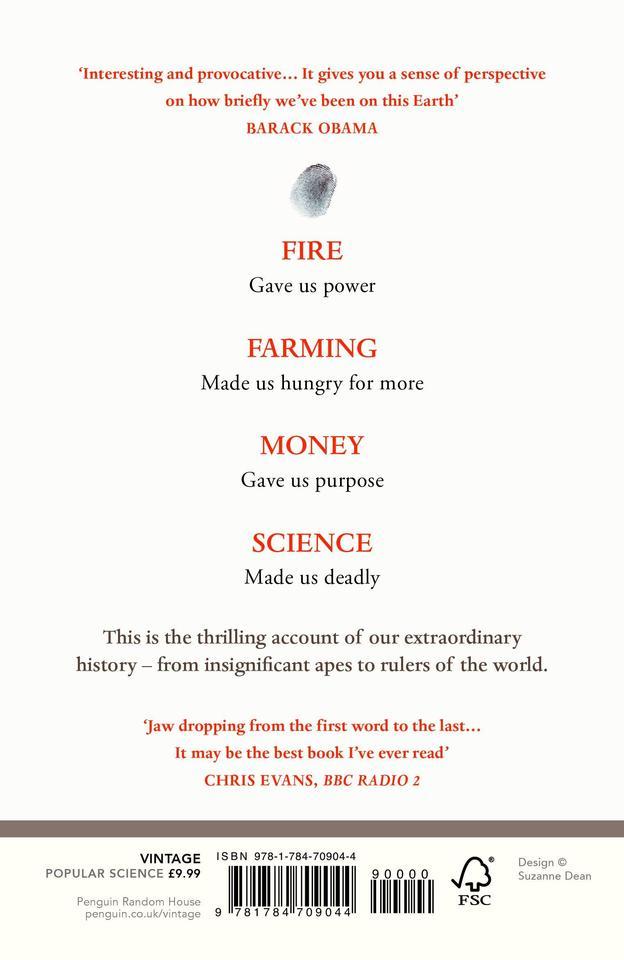 ‘Interesting and provocative… It gives you a sense of perspective
on how briefly we’ve been on this Earth’
BARACK OBAMA
FIRE
Gave us power
FARMING
Made us hungry for more
MONEY
Gave us purpose
SCIENCE
Made us deadly
This is the thrilling account of our extraordinary
history – from insignificant apes to rulers of the world.
‘Jaw dropping from the first word to the last…
It may be the best book I’ve ever read’
CHRIS EVANS, BBC RADIO 2
VINTAGE
POPULAR SCIENCE £9.99
Penguin Random House
penguin.co.uk/vintage
ISBN 978-1-784-70904-4
9 781784 709044
90000
FSC
®
Design ©
Suzanne Dean